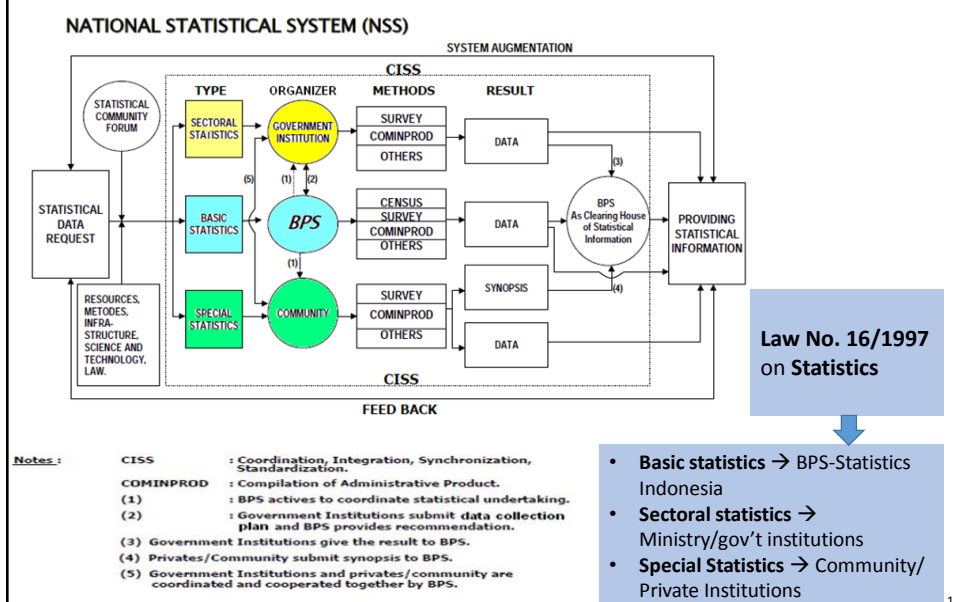 NATIONAL STATISTICAL SYSTEM (NSS)
SYSTEM AUGMENTATION
CISS
TYPE
ORGANIZER
METHODS
RESULT
STATISTICAL
COMMUNITY
FORUM
SECTORAL
STATISTICS
GOVERNMENT
INSTITUTION
SURVEY
COMINPROD
OTHERS
DATA
(3)
(5)
(1)
(2)
STATISTICAL
DATA
REQUEST
BASIC
STATISTICS
BPS
CENSUS
SURVEY
COMINPROD
OTHERS
DATA
BPS
As Clearing House
of Statistical
Information
PROVIDING
STATISTICAL
INFORMATION
(1)
RESOURCES,
METODES,
INFRA-
STRUCTURE,
SCIENCE AND
TECHNOLOGY,
LAW.
SPECIAL
STATISTICS
COMMUNITY
SURVEY
COMINPROD
OTHERS
SYNOPSIS
(4)
DATA
CISS
FEED BACK
Law No. 16/1997
on Statistics
Notes :
CISS : Coordination, Integration, Synchronization,
Standardization.
COMINPROD : Compilation of Administrative Product.
(1) : BPS actives to coordinate statistical undertaking.
(2) : Government Institutions submit data collection
plan and BPS provides recommendation.
(3) Government Institutions give the result to BPS.
(4) Privates/Community submit synopsis to BPS.
(5) Government Institutions and privates/community are
coordinated and cooperated together by BPS.
• Basic statistics → BPS-Statistics
Indonesia
• Sectoral statistics →
Ministry/gov't institutions
• Special Statistics → Community/
Private Institutions
1